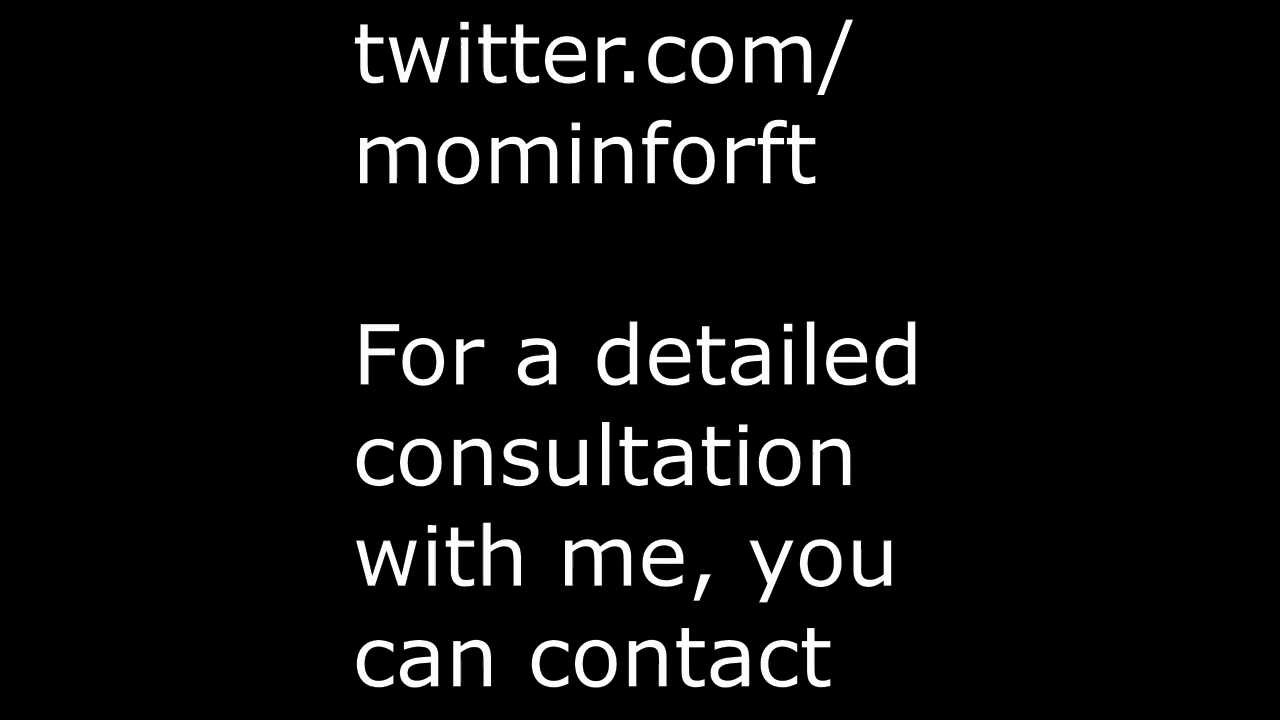 twitter.com/
mominforft
For a detailed
consultation
with me, you
can contact